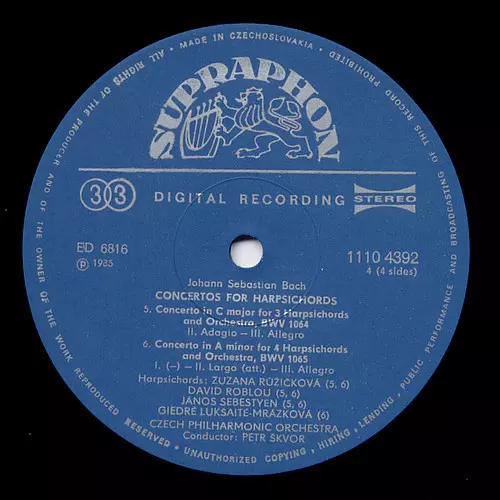 • MADE IN CZECHOSLOVAKIA • UNAUTHORIZED COPYING, HIRING, LENDING, PUBLIC PERFORMANCE AND BROADCASTING OF THIS RECORD PROHIBITED
ALL RIGHTS OF THE PRODUCER AND OF THE OWNER OF THE WORK REPRODUCED RESERVED •
SUPRAPHON
33 DIGITAL RECORDING STEREO
ED 6816
1110 4392
℗ 1985
4 (4 sides)
Johann Sebastian Bach
CONCERTOS FOR HARPSICHORDS
5. Concerto in C major for 3 Harpsichords
and Orchestra, BWV 1064
II. Adagio – III. Allegro
6. Concerto in A minor for 4 Harpsichords
and Orchestra, BWV 1065
I. (–) – II. Largo (att.) – III. Allegro
Harpsichords: ZUZANA RŮŽICKOVÁ (5, 6)
DAVID ROBLOU (5, 6)
JÁNOS SEBESTYEN (5, 6)
GIEDRÉ LUKSAITE-MRÁZKOVÁ (6)
CZECH PHILHARMONIC ORCHESTRA
Conductor: PETR ŠKVOR